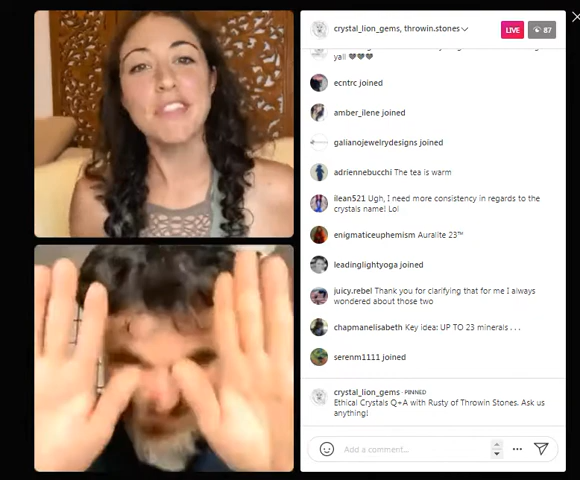 crystal_lion_gems, throwin.stones
LIVE
87
yall 🖤🖤🖤
ecntrc joined
amber_ilene joined
galianojewelrydesigns joined
adriennebucchi The tea is warm
ilean521 Ugh, I need more consistency in regards to the
crystals name! Lol
enigmaticeuphemism Auralite 23™
leadinglightyoga joined
juicy.rebel Thank you for clarifying that for me I always
wondered about those two
chapmanelisabeth Key idea: UP TO 23 minerals . . .
serenm1111 joined
crystal_lion_gems · PINNED
Ethical Crystals Q+A with Rusty of Throwin Stones. Ask us
anything!
Add a comment...